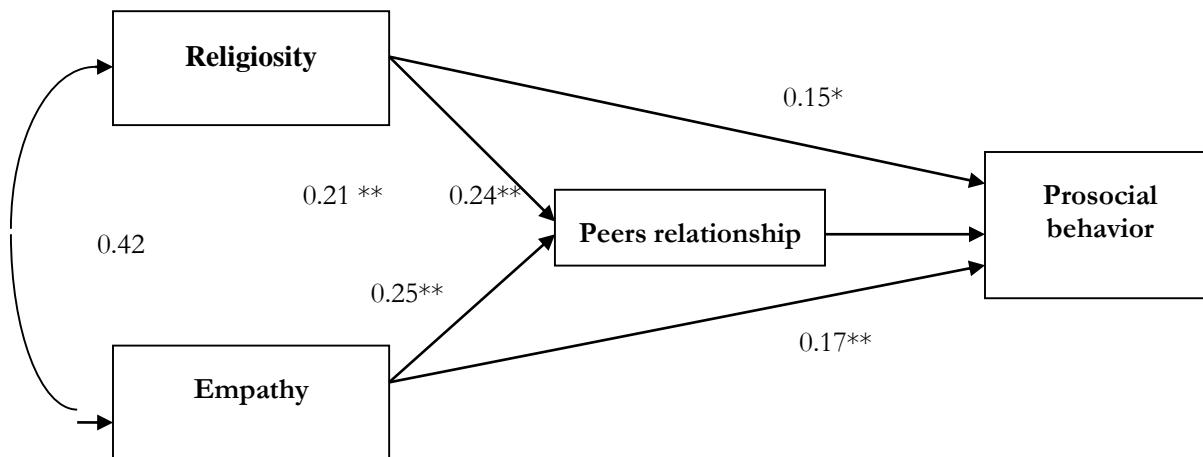 Religiosity
0.15*
Prosocial
behavior
0.21 **
0.24**
Peers relationship
0.42
0.25**
0.17**
Empathy